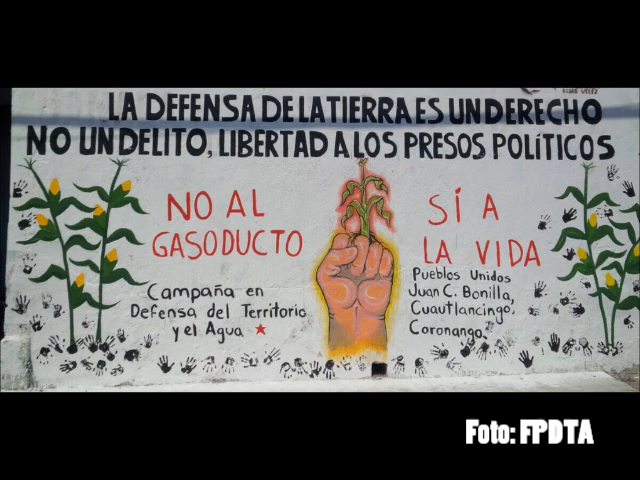 LA DEFENSA DE LA TIERRA ES UN DERECHO
NO UN DELITO, LIBERTAD A LOS PRESOS POLÍTICOS
NO AL
GASODUCTO
Campaña en
Defensa del Territorio
y el Agua
SÍ A
LA VIDA
Pueblos Unidos
Juan C. Bonilla,
Cuautlancingo,
Coronango.
Foto: FPDTA